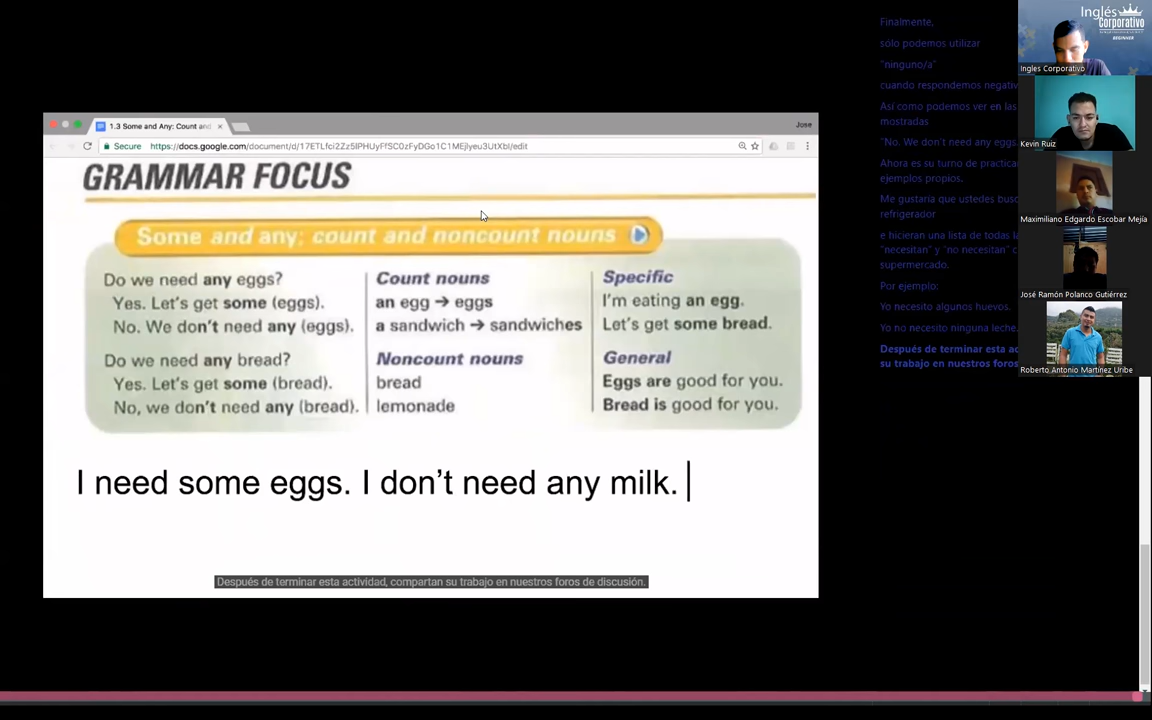 1.3 Some and Any: Count and
Jose
Secure
https://docs.google.com/document/d/17ETLfci2Zz5IPHUyFfSC0zFyDGo1C1MEjlyeu3UtXbI/edit
GRAMMAR FOCUS
Some and any; count and noncount nouns
Do we need any eggs?
Yes. Let's get some (eggs).
No. We don't need any (eggs).
Do we need any bread?
Yes. Let's get some (bread).
No, we don't need any (bread).
Count nouns
an egg → eggs
a sandwich → sandwiches
Noncount nouns
bread
lemonade
Specific
I'm eating an egg.
Let's get some bread.
General
Eggs are good for you.
Bread is good for you.
I need some eggs. I don't need any milk.
Después de terminar esta actividad, compartan su trabajo en nuestros foros de discusión.
Finalmente,
sólo podemos utilizar
"ninguno/a"
cuando respondemos
Así como podemos ver en las
mostradas
"No. We don't need any eggs.
Ahora es su turno de
ejemplos propios.
Me gustaría que ustedes
refrigerador
e hicieran una lista de todas
"necesitan" y "no necesitan"
supermercado.
Por ejemplo:
Yo necesito algunos huevos.
Yo no necesito ninguna leche.
Después de terminar esta
su trabajo en nuestros foros
Inglés
Corporativo
BEGINNER
Ingles Corporativo
Kevin Ruiz
Maximiliano Edgardo Escobar Mejía
José Ramón Polanco Gutiérrez
Roberto Antonio Martínez Uribe